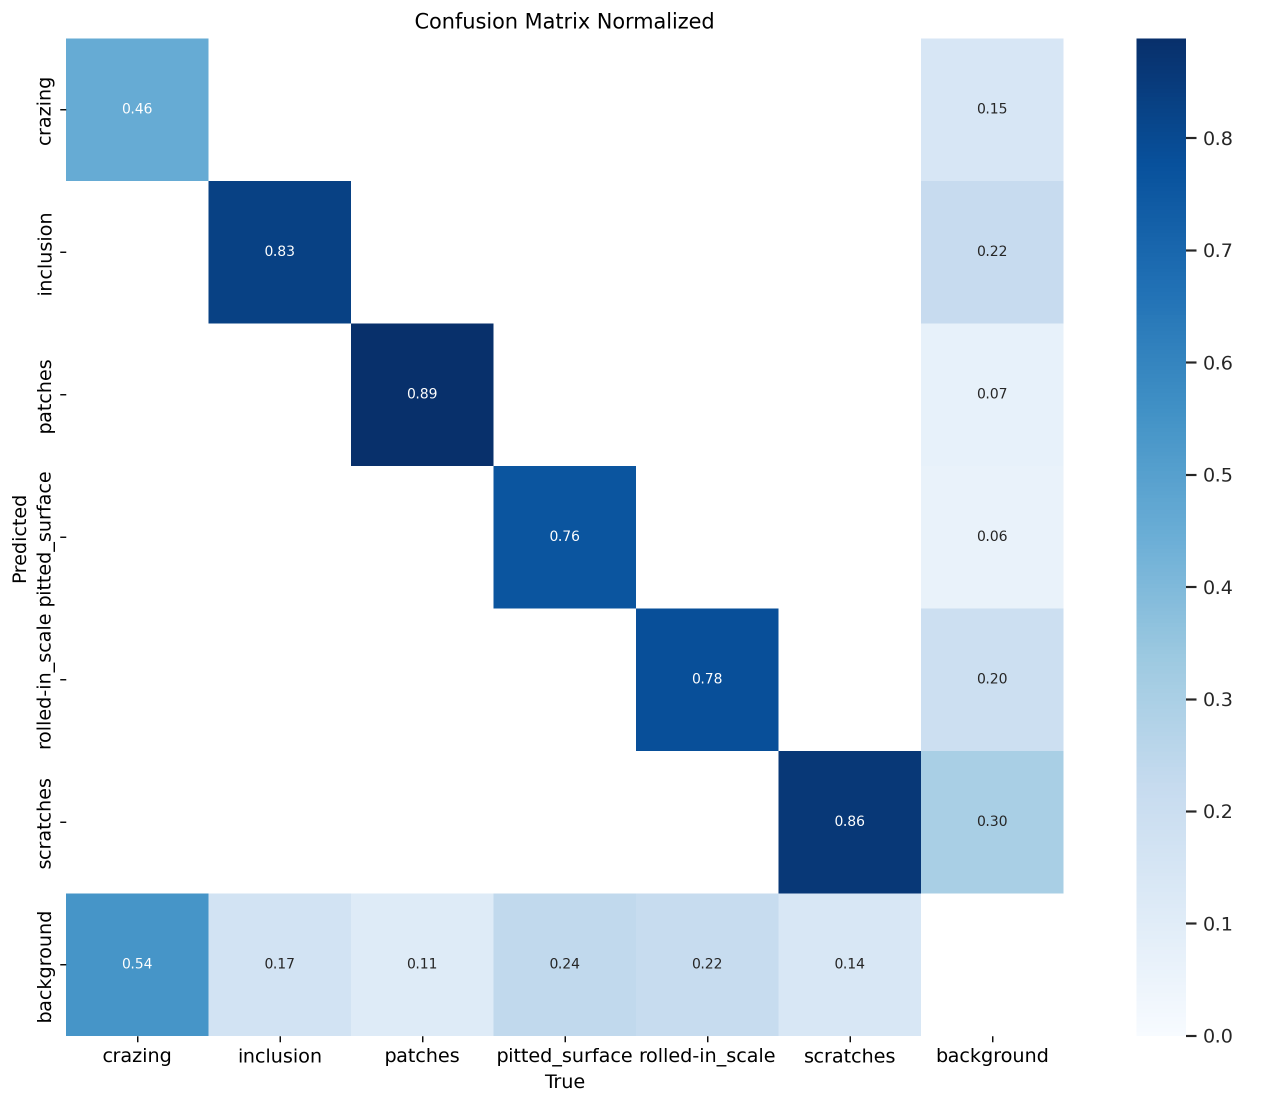 Confusion Matrix Normalized
Predicted
crazing
0.46
0.15
inclusion
0.83
0.22
patches
0.89
0.07
pitted_surface
0.76
0.06
rolled-in_scale
0.78
0.20
scratches
0.86
0.30
background
0.54
0.17
0.11
0.24
0.22
0.14
crazing
inclusion
patches
pitted_surface
rolled-in_scale
scratches
background
True
0.8
0.7
0.6
0.5
0.4
0.3
0.2
0.1
0.0